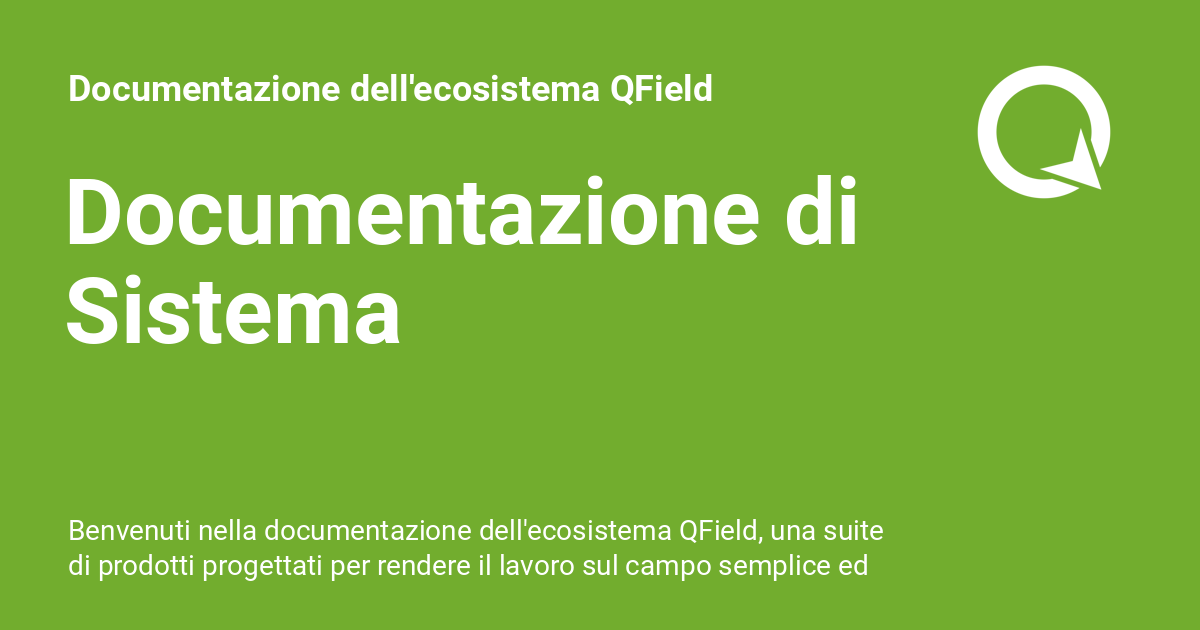 Documentazione dell'ecosistema QField
Documentazione di
Sistema
Benvenuti nella documentazione dell'ecosistema QField, una suite
di prodotti progettati per rendere il lavoro sul campo semplice ed